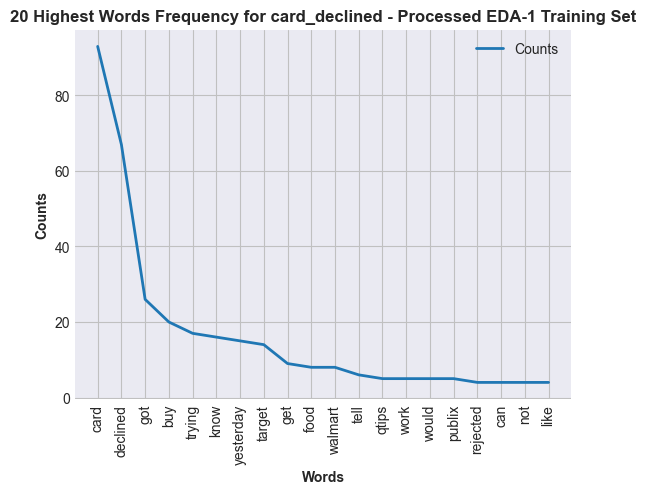 20 Highest Words Frequency for card_declined - Processed EDA-1 Training Set
Counts
80
60
40
20
0
Counts
card
declined
got
buy
trying
know
yesterday
target
get
food
walmart
tell
qtips
work
would
publix
rejected
can
not
like
Words